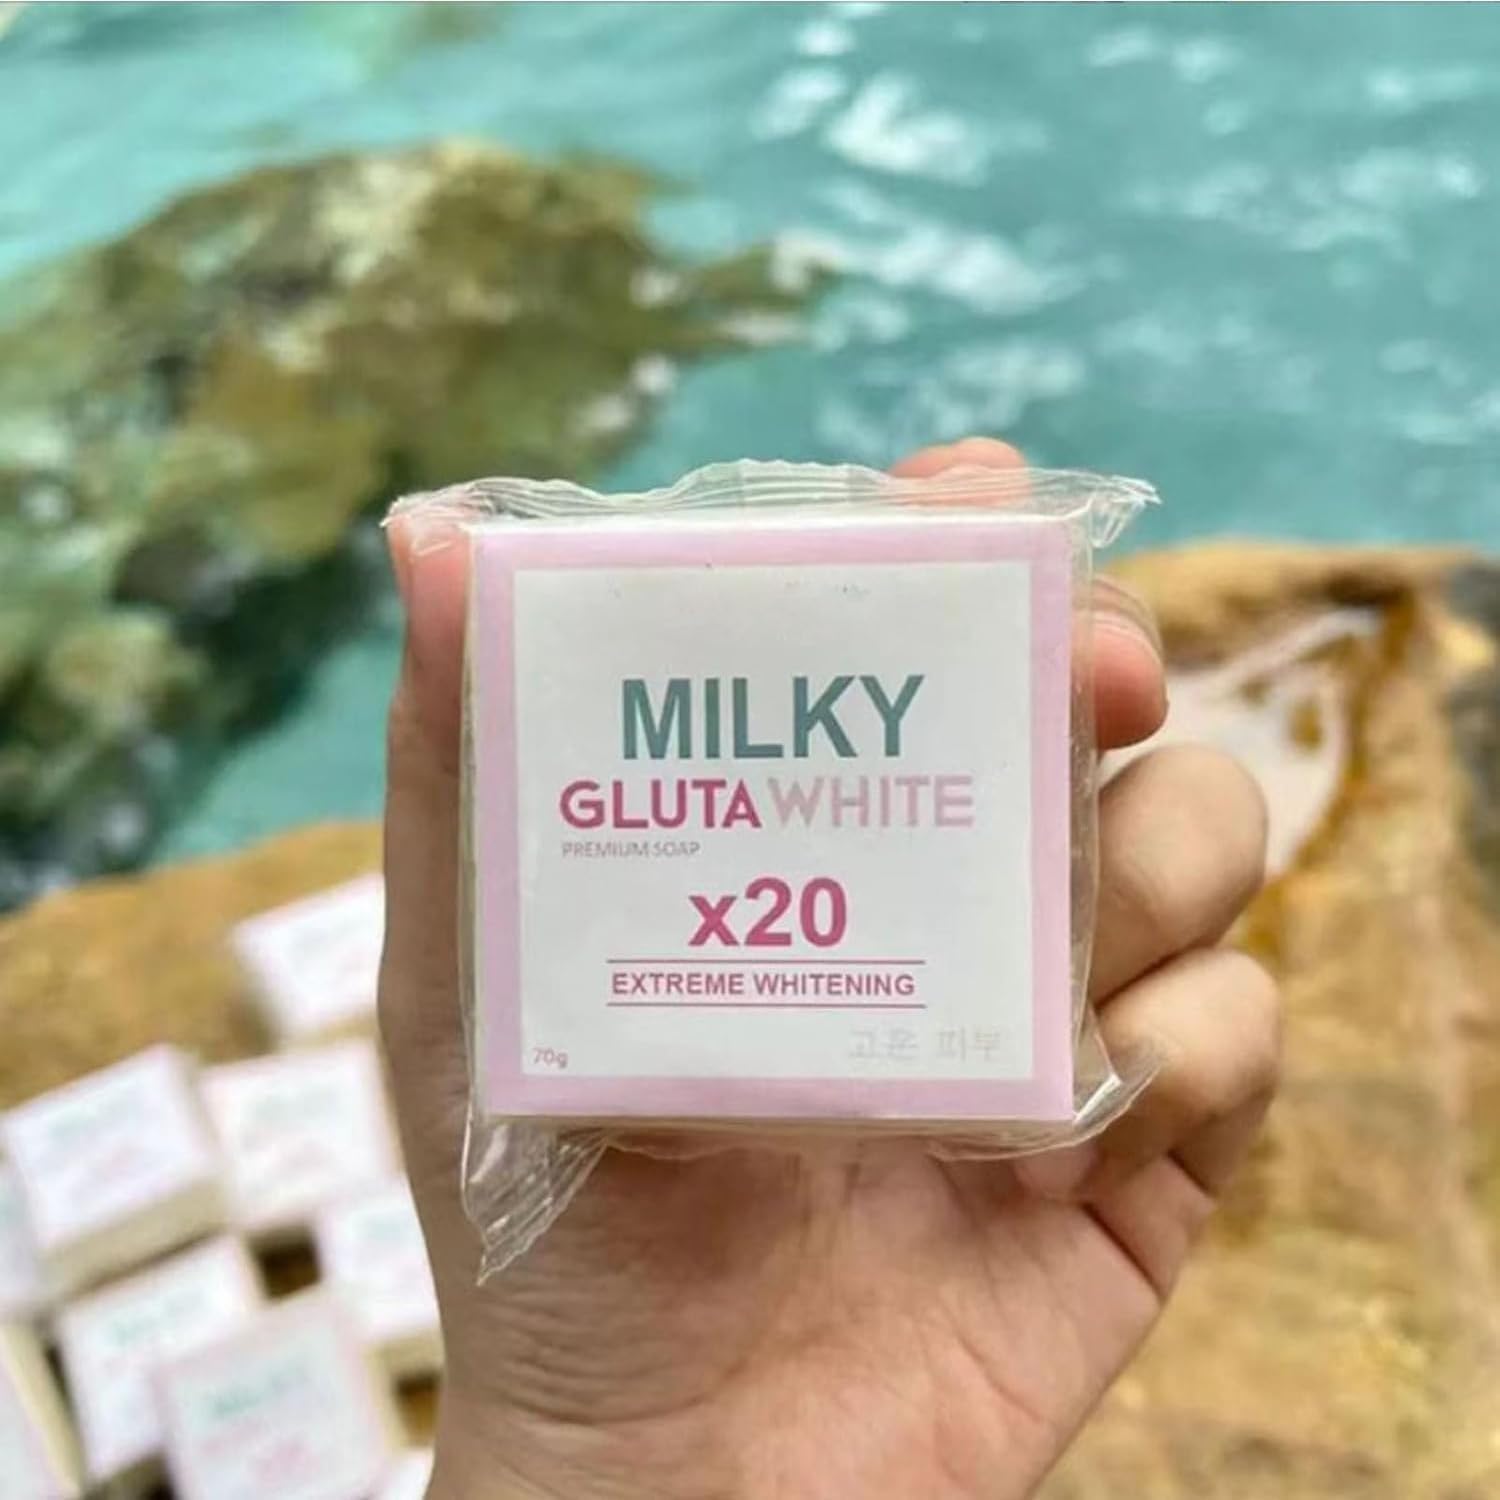 MILKY
GLUTA WHITE
PREMIUM SOAP
x20
EXTREME WHITENING
70g
고운 피부